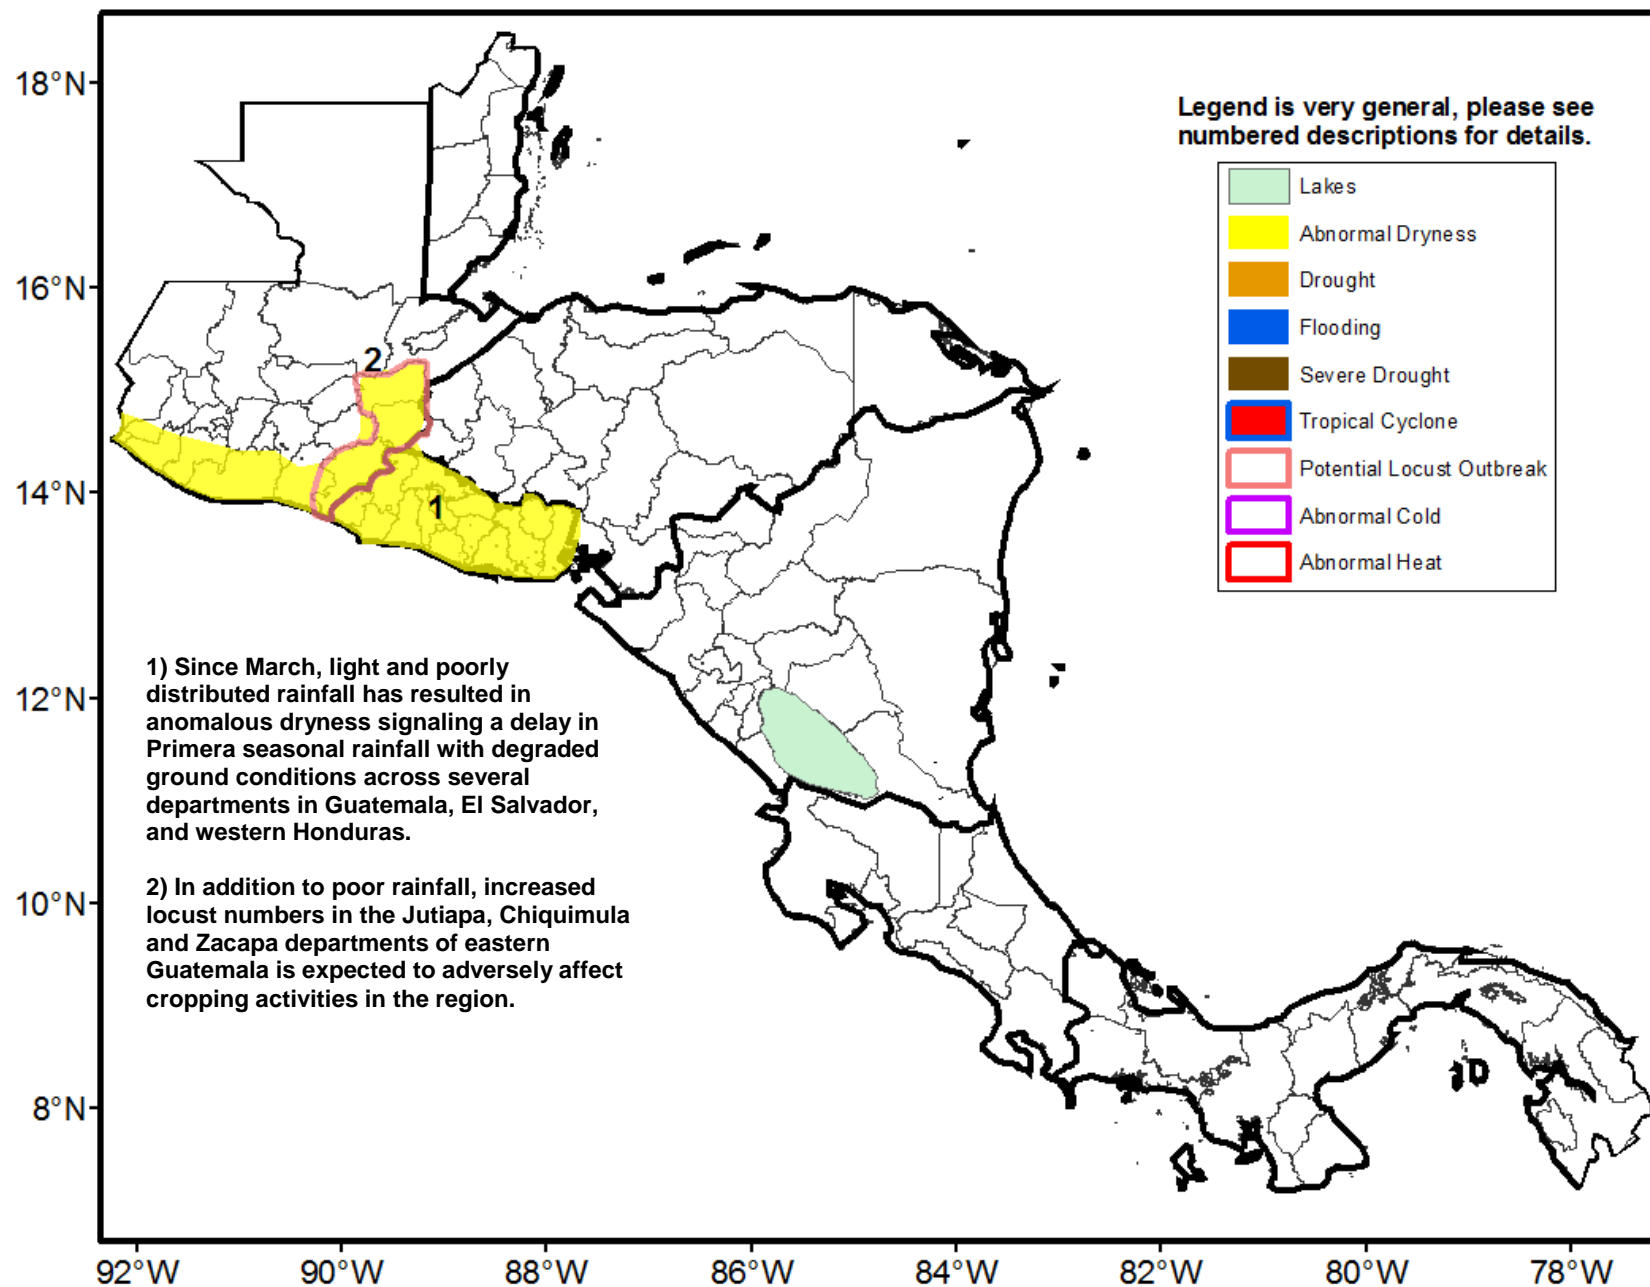 18°N
16°N
14°N
12°N
10°N
8°N
Legend is very general, please see
numbered descriptions for details.
Lakes
Abnormal Dryness
Drought
Flooding
Severe Drought
Tropical Cyclone
Potential Locust Outbreak
Abnormal Cold
Abnormal Heat
2
1
1) Since March, light and poorly
distributed rainfall has resulted in
anomalous dryness signaling a delay in
Primera seasonal rainfall with degraded
ground conditions across several
departments in Guatemala, El Salvador,
and western Honduras.
2) In addition to poor rainfall, increased
locust numbers in the Jutiapa, Chiquimula
and Zacapa departments of eastern
Guatemala is expected to adversely affect
cropping activities in the region.
92°W 90°W 88°W 86°W 84°W 82°W 80°W 78°W